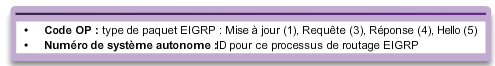 • Code OP : type de paquet EIGRP : Mise à jour (1), Requête (3), Réponse (4), Hello (5)
• Numéro de système autonome :ID pour ce processus de routage EIGRP